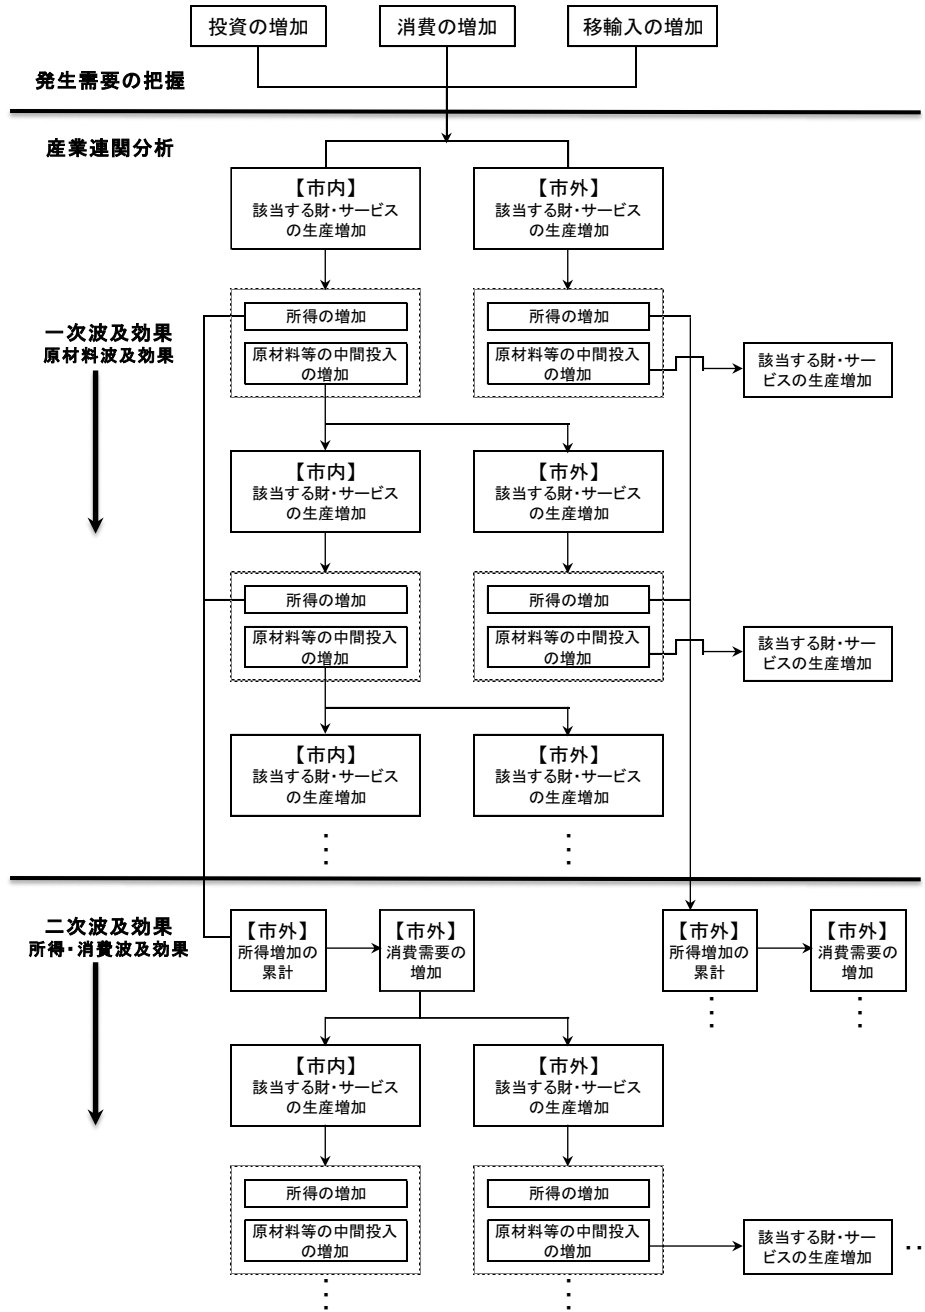 投資の増加
消費の増加
移輸入の増加
発生需要の把握
産業連関分析
【市内】
該当する財・サービス
の生産増加
【市外】
該当する財・サービス
の生産増加
一次波及効果
原材料波及効果
所得の増加
原材料等の中間投入
の増加
所得の増加
原材料等の中間投入
の増加
該当する財・サー
ビスの生産増加
【市内】
該当する財・サービス
の生産増加
【市外】
該当する財・サービス
の生産増加
所得の増加
原材料等の中間投入
の増加
所得の増加
原材料等の中間投入
の増加
該当する財・サー
ビスの生産増加
【市内】
該当する財・サービス
の生産増加
【市外】
該当する財・サービス
の生産増加
二次波及効果
所得・消費波及効果
【市外】
所得増加の
累計
【市外】
消費需要の
増加
【市外】
所得増加の
累計
【市外】
消費需要の
増加
【市内】
該当する財・サービス
の生産増加
【市外】
該当する財・サービス
の生産増加
所得の増加
原材料等の中間投入
の増加
所得の増加
原材料等の中間投入
の増加
該当する財・サー
ビスの生産増加